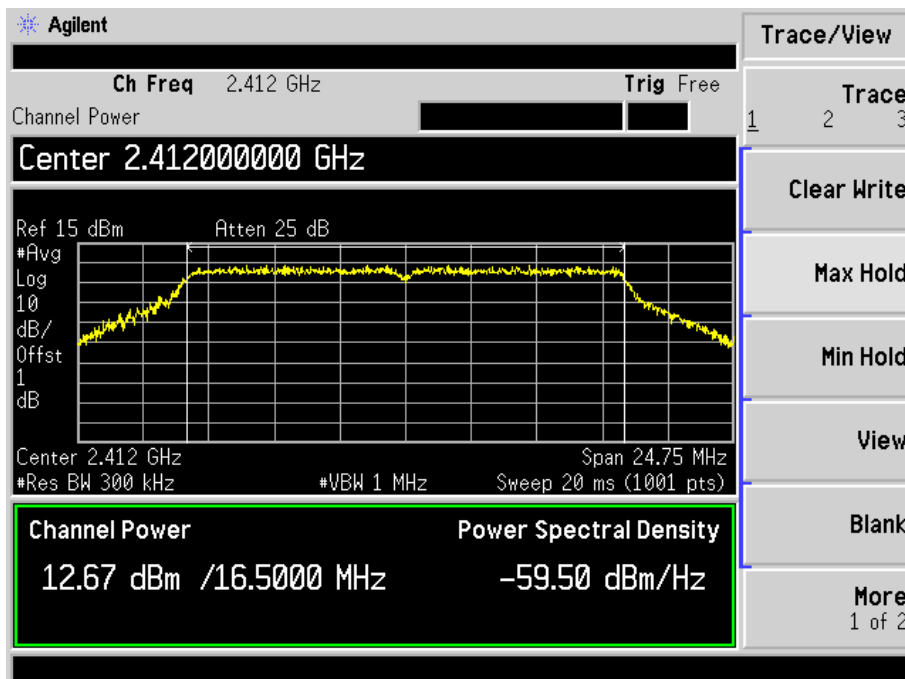 Agilent
Trace/View
Ch Freq 2.412 GHz Trig Free
Channel Power
Trace
1 2 3
Center 2.412000000 GHz
Clear Write
Ref 15 dBm Atten 25 dB
#Avg
Log
10
dB/
Offst
1
dB
Max Hold
Min Hold
View
Center 2.412 GHz Span 24.75 MHz
#Res BW 300 kHz #VBW 1 MHz Sweep 20 ms (1001 pts)
Channel Power Power Spectral Density
12.67 dBm /16.5000 MHz -59.50 dBm/Hz
Blank
More
1 of 2